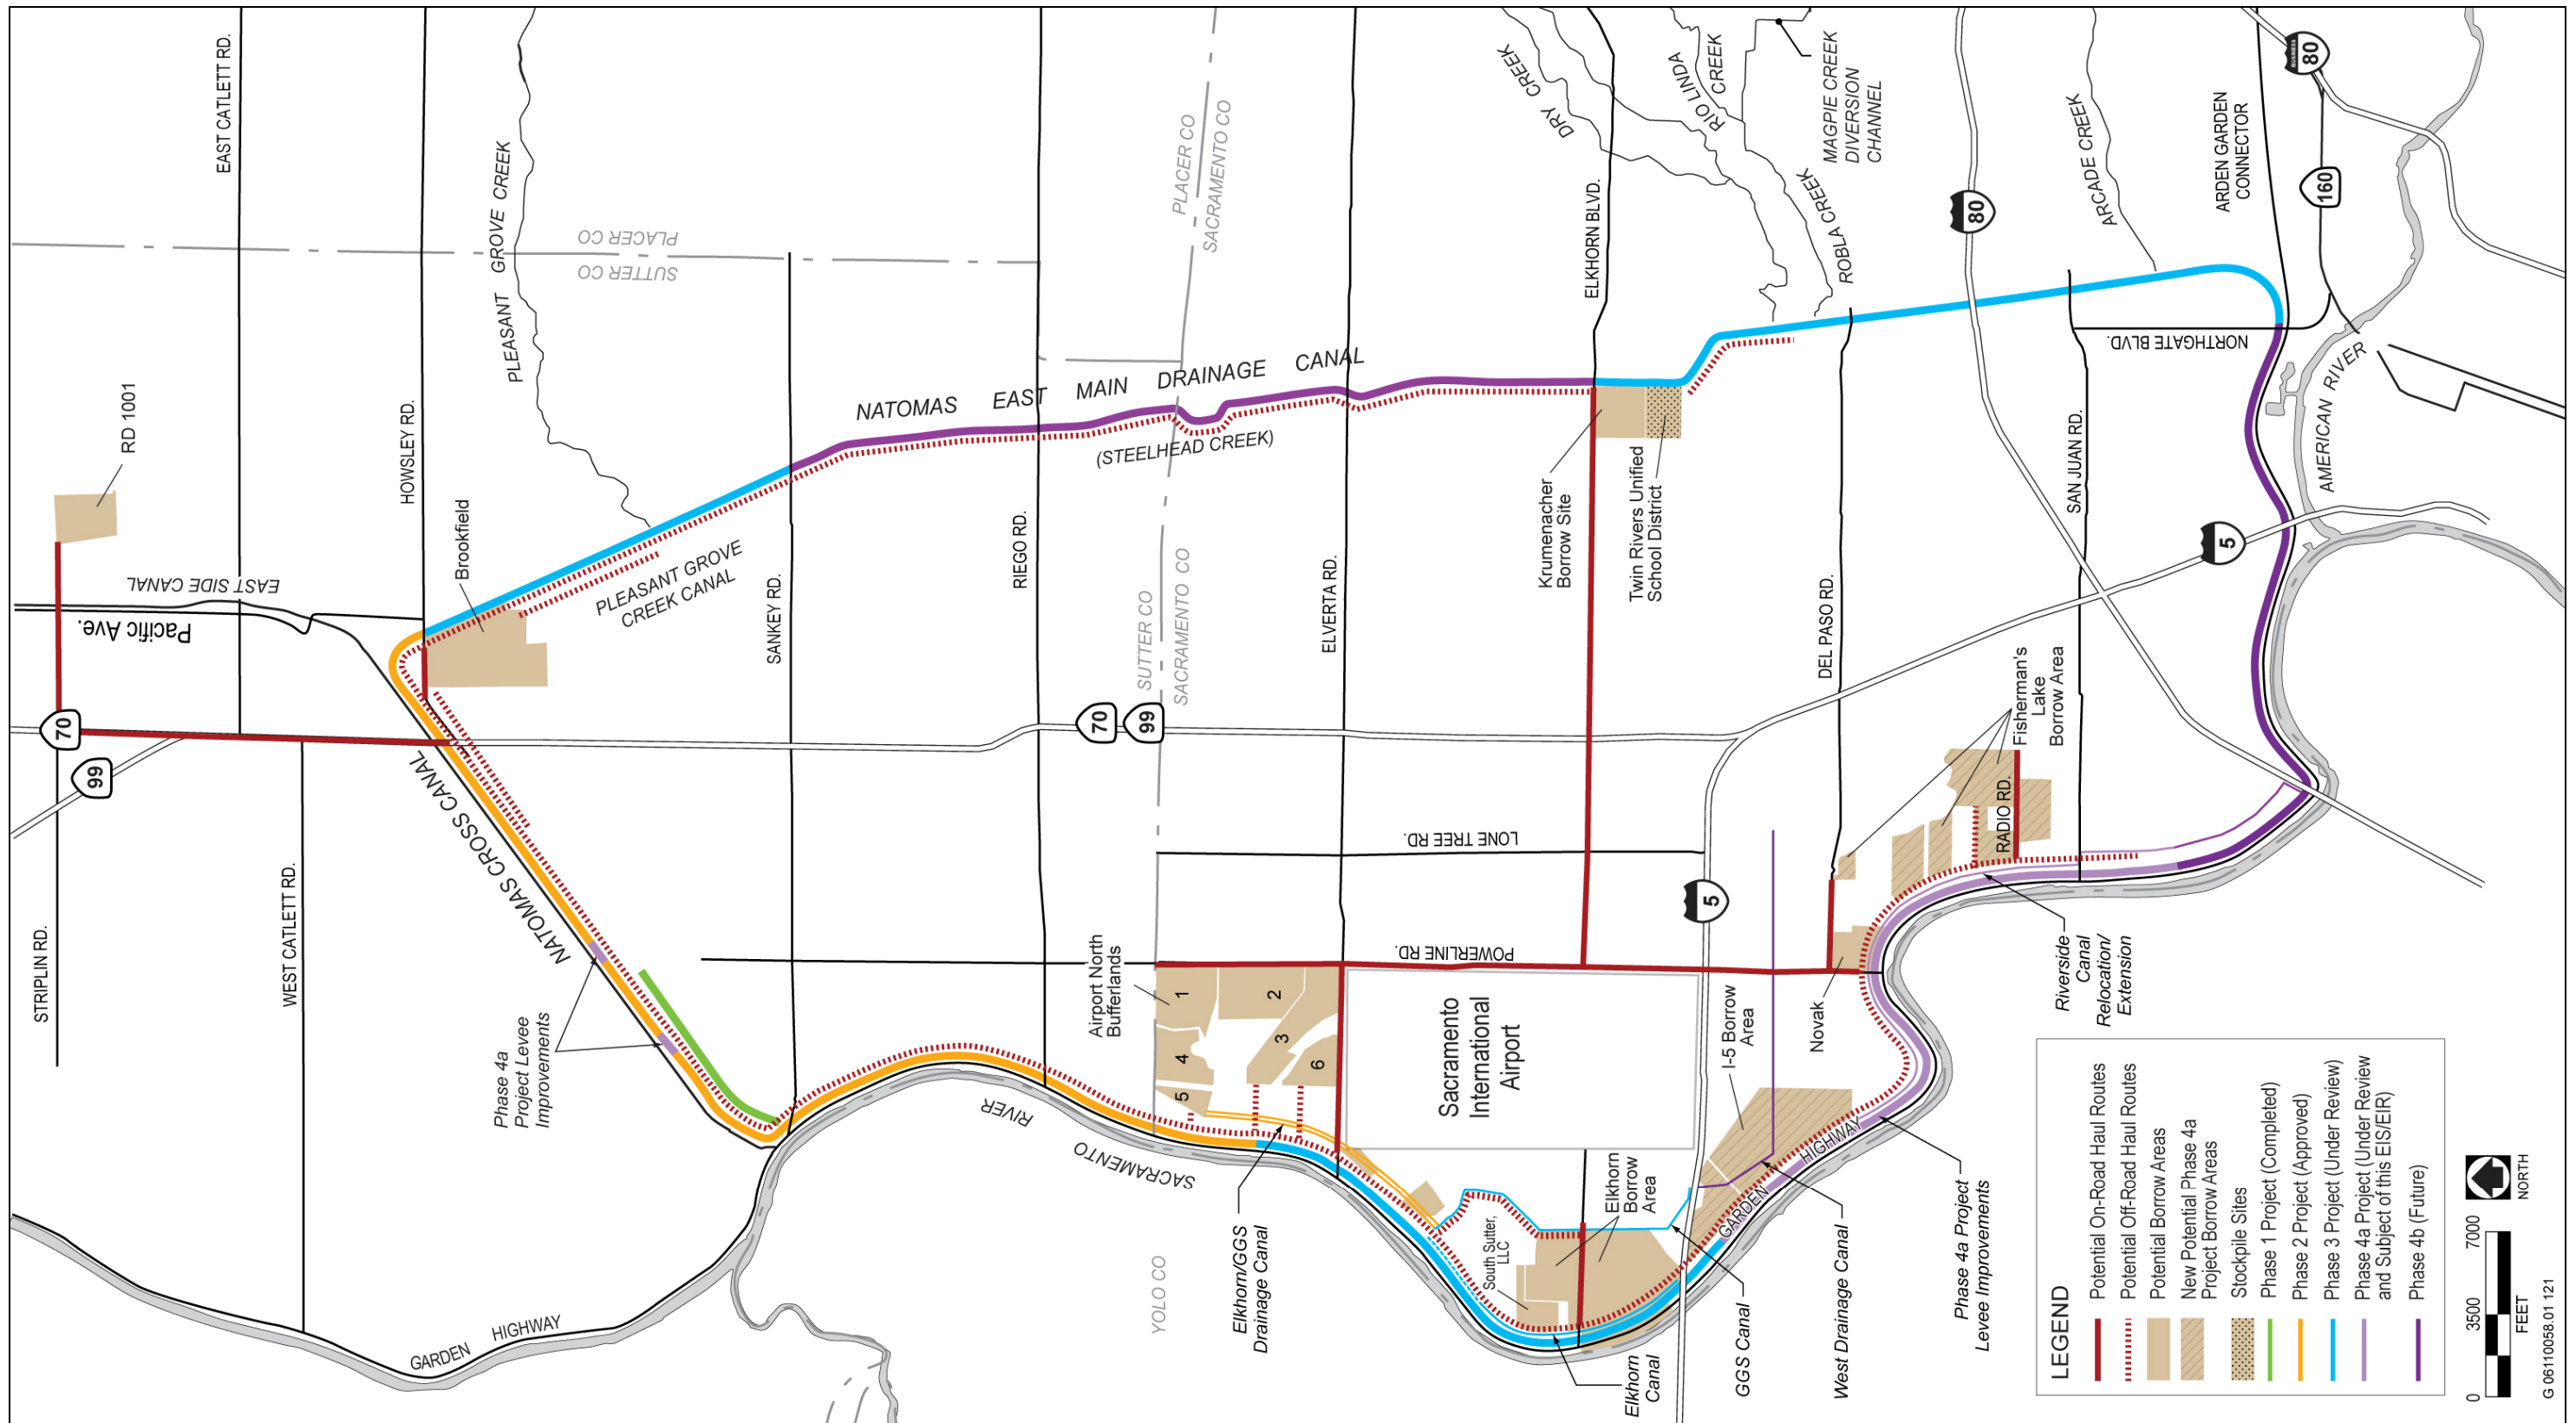 EAST CATLETT RD.
PLEASANT GROVE CREEK
PLACER CO
SUTTER CO
PLACER CO
SACRAMENTO CO
DRY CREEK
RIO LINDA
CREEK
MAGPIE CREEK
DIVERSION
CHANNEL
ROBLA CREEK
ARCADE CREEK
ARDEN GARDEN
CONNECTOR
BUSINESS
80
160
80
ELKHORN BLVD.
NORTHGATE BLVD.
AMERICAN RIVER
RD 1001
HOWSLEY RD.
EAST SIDE CANAL
Pacific Ave.
Brookfield
PLEASANT GROVE
CREEK CANAL
SANKEY RD.
NATOMAS EAST MAIN DRAINAGE CANAL
(STEELHEAD CREEK)
RIEGO RD.
SUTTER CO
SACRAMENTO CO
ELVERTA RD.
Krumenacher
Borrow Site
Twin Rivers Unified
School District
DEL PASO RD.
SAN JUAN RD.
5
70
99
70
99
Fisherman's
Lake
Borrow Area
RADIO RD.
LONE TREE RD.
POWERLINE RD.
5
STRIPLIN RD.
WEST CATLETT RD.
NATOMAS CROSS CANAL
Phase 4a
Project Levee
Improvements
Airport North
Bufferlands
1
2
3
4
5
6
Sacramento
International
Airport
I-5 Borrow
Area
Novak
Riverside
Canal
Relocation/
Extension
SACRAMENTO RIVER
YOLO CO
Elkhorn/GGS
Drainage Canal
South Sutter,
LLC
Elkhorn
Borrow
Area
GARDEN HIGHWAY
GARDEN HIGHWAY
Elkhorn
Canal
GGS Canal
West Drainage Canal
Phase 4a Project
Levee Improvements
LEGEND
Potential On-Road Haul Routes
Potential Off-Road Haul Routes
Potential Borrow Areas
New Potential Phase 4a
Project Borrow Areas
Stockpile Sites
Phase 1 Project (Completed)
Phase 2 Project (Approved)
Phase 3 Project (Under Review)
Phase 4a Project (Under Review
and Subject of this EIS/EIR)
Phase 4b (Future)
0 3500 7000
FEET
NORTH
G 06110058.01 121